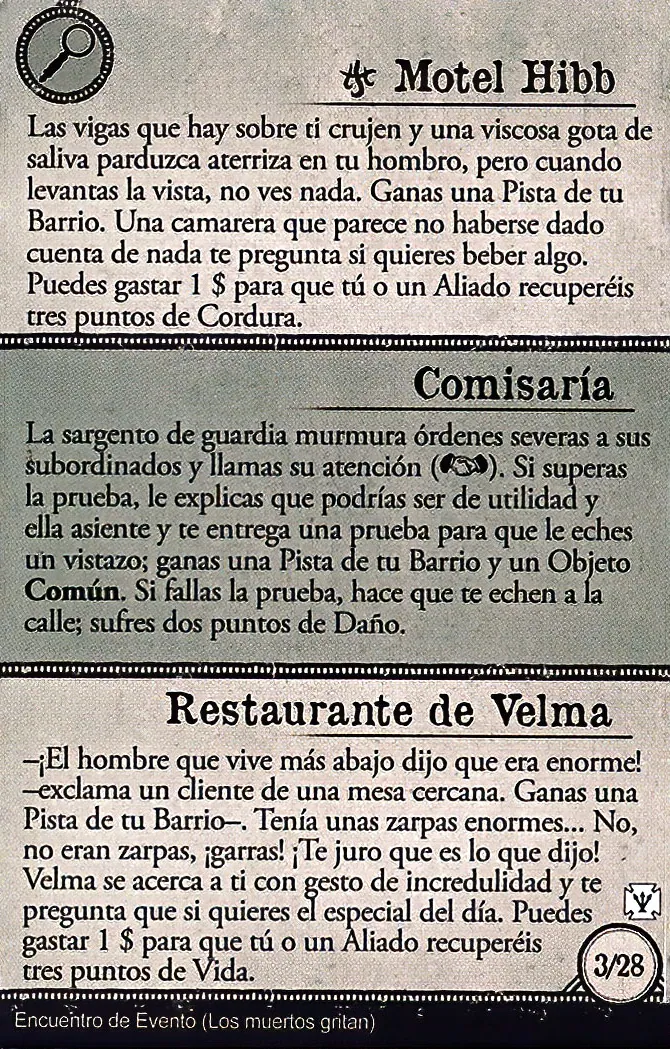 Motel Hibb
Las vigas que hay sobre ti crujen y una viscosa gota de
saliva parduzca aterriza en tu hombro, pero cuando
levantas la vista, no ves nada. Ganas una Pista de tu
Barrio. Una camarera que parece no haberse dado
cuenta de nada te pregunta si quieres beber algo.
Puedes gastar 1 $ para que tú o un Aliado recuperéis
tres puntos de Cordura.
Comisaría
La sargento de guardia murmura órdenes severas a sus
subordinados y llamas su atención (). Si superas
la prueba, le explicas que podrías ser de utilidad y
ella asiente y te entrega una prueba para que le eches
un vistazo; ganas una Pista de tu Barrio y un Objeto
Común. Si fallas la prueba, hace que te echen a la
calle; sufres dos puntos de Daño.
Restaurante de Velma
–¡El hombre que vive más abajo dijo que era enorme!
–exclama un cliente de una mesa cercana. Ganas una
Pista de tu Barrio–. Tenía unas zarpas enormes... No,
no eran zarpas, ¡garras! ¡Te juro que es lo que dijo!
Velma se acerca a ti con gesto de incredulidad y te
pregunta que si quieres el especial del día. Puedes
gastar 1 $ para que tú o un Aliado recuperéis
tres puntos de Vida.
3/28
Encuentro de Evento (Los muertos gritan)